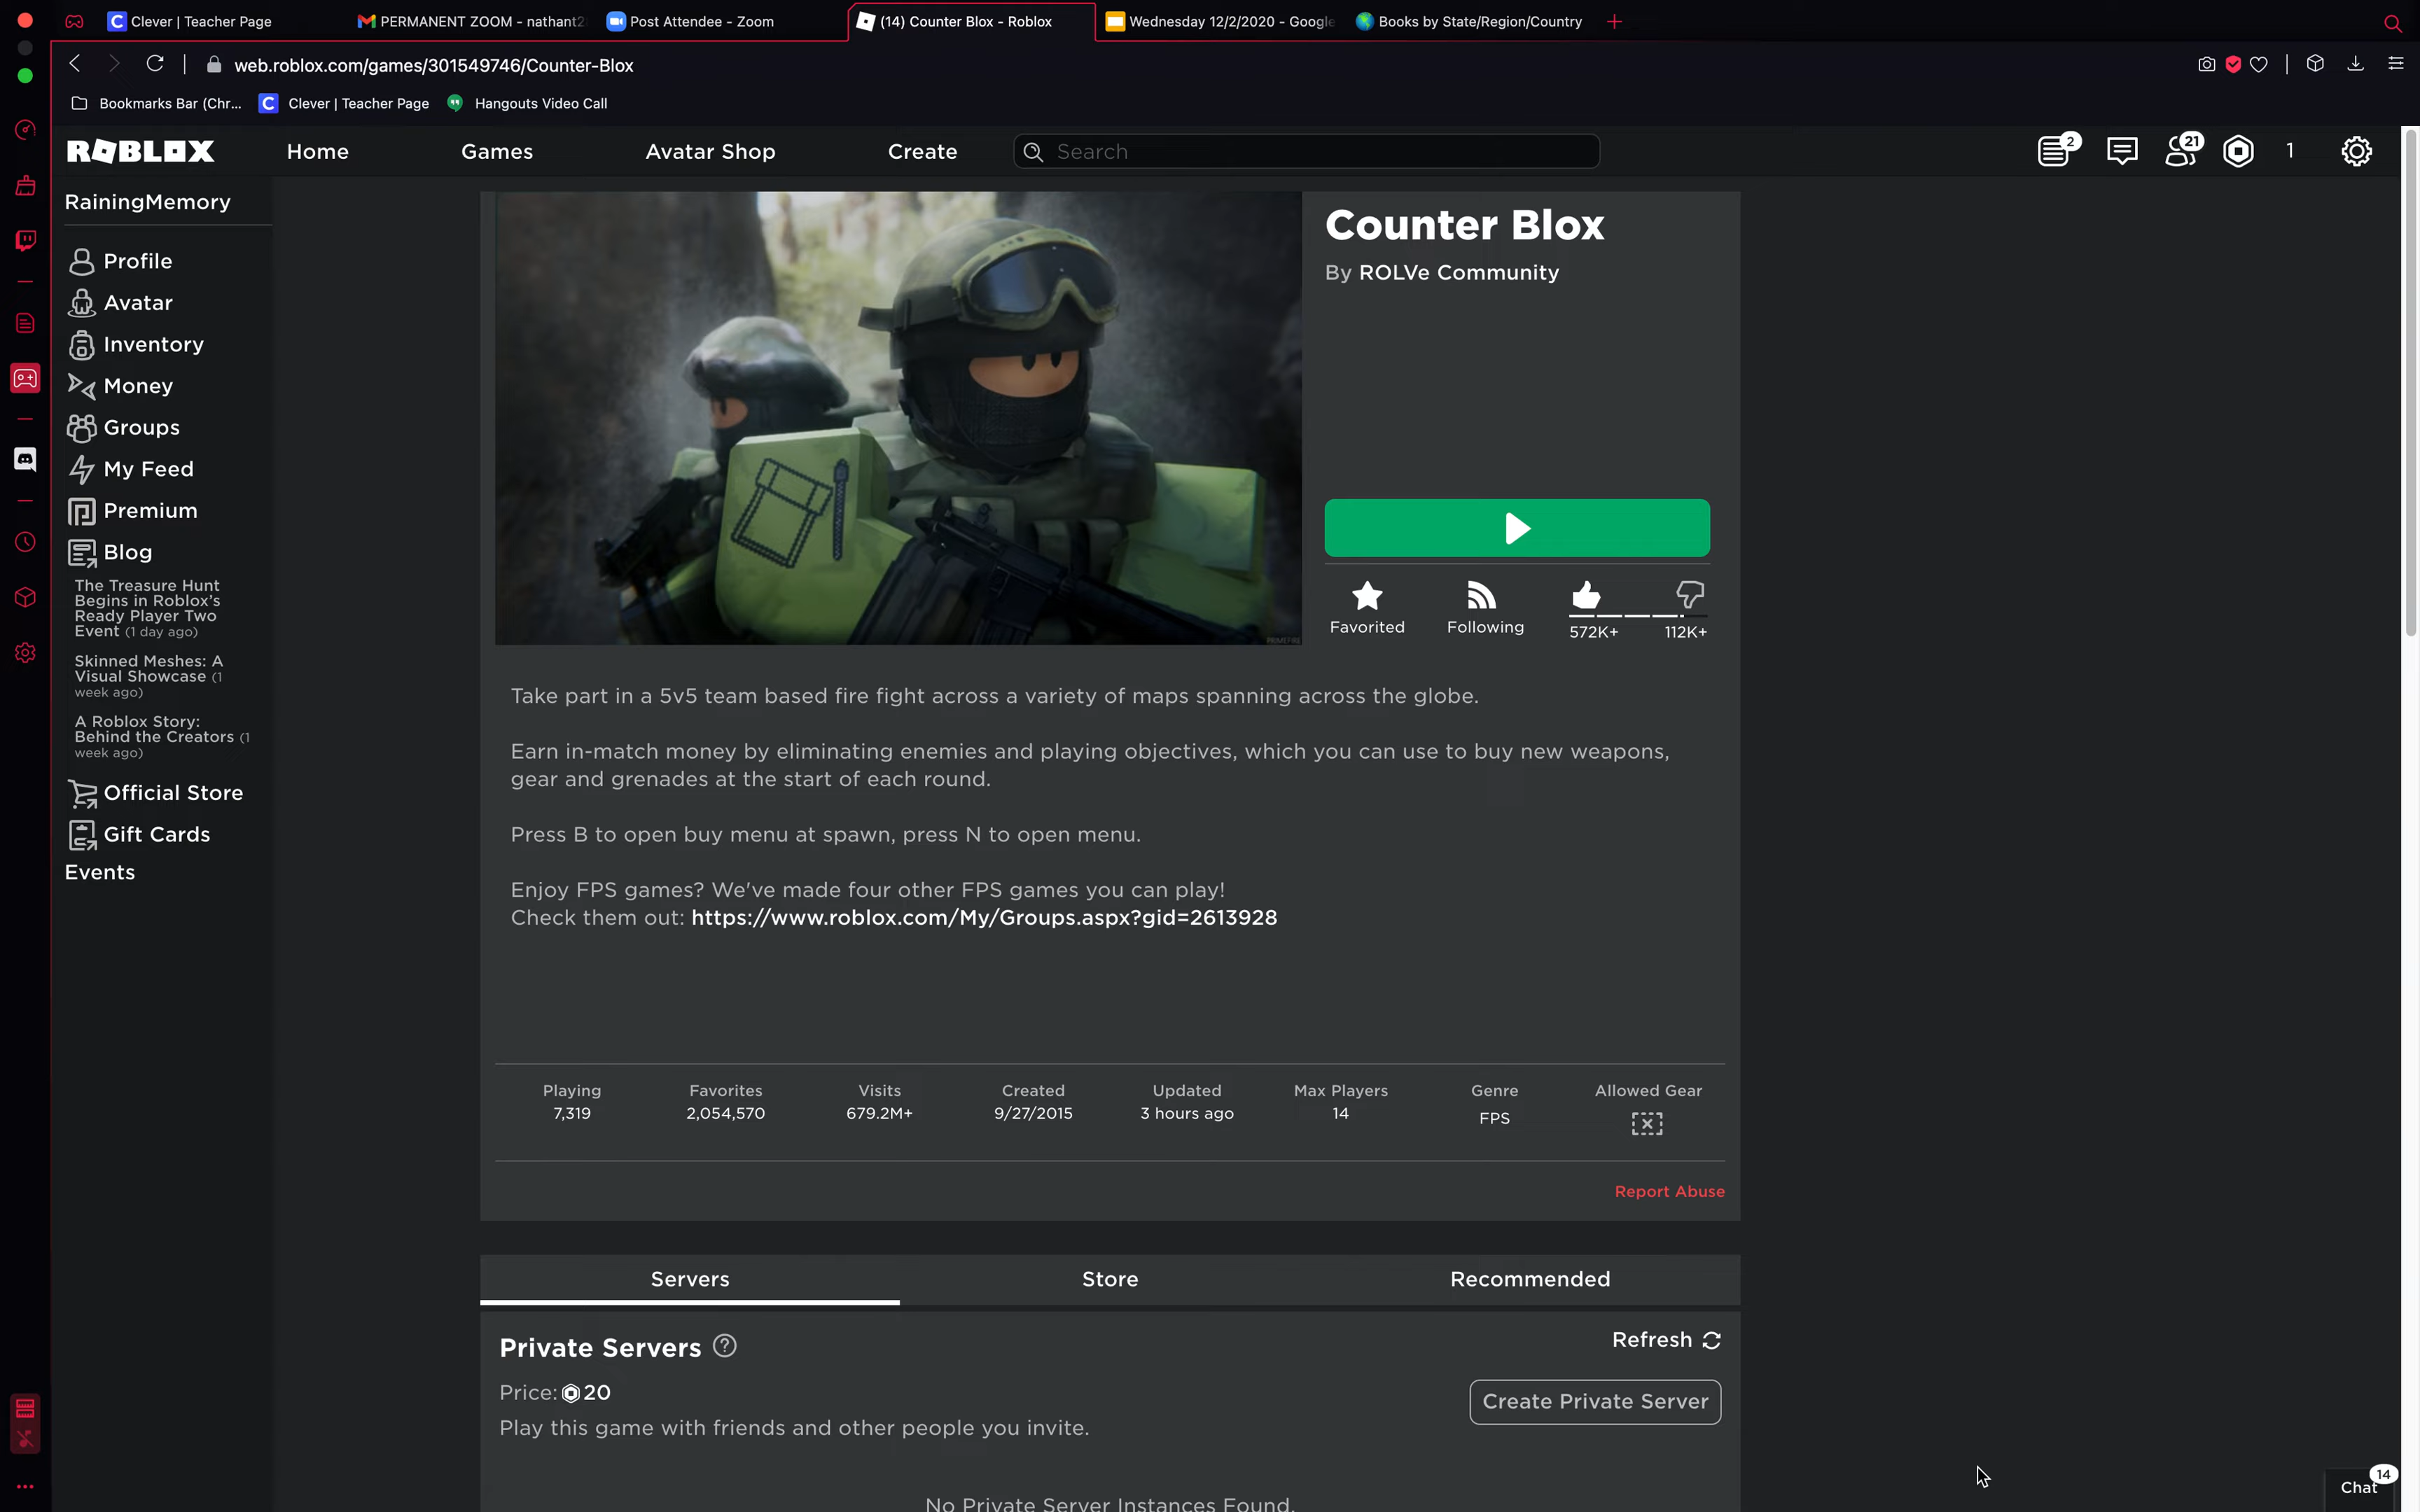 Clever | Teacher Page
PERMANENT ZOOM - nathant2
Post Attendee - Zoom
(14) Counter Blox - Roblox
Wednesday 12/2/2020 - Google
Books by State/Region/Country
web.roblox.com/games/301549746/Counter-Blox
Bookmarks Bar (Chr...
C Clever | Teacher Page
Hangouts Video Call
ROBLOX
Home
Games
Avatar Shop
Create
Search
2
21
1
RainingMemory
Profile
Avatar
Inventory
Money
Groups
My Feed
Premium
Blog
The Treasure Hunt
Begins in Roblox's
Ready Player Two
Event (1 day ago)
Skinned Meshes: A
Visual Showcase (1
week ago)
A Roblox Story:
Behind the Creators (1
week ago)
Official Store
Gift Cards
Events
PRIMEFIRE
Counter Blox
By ROLVe Community
Favorited
Following
572K+
112K+
Take part in a 5v5 team based fire fight across a variety of maps spanning across the globe.
Earn in-match money by eliminating enemies and playing objectives, which you can use to buy new weapons,
gear and grenades at the start of each round.
Press B to open buy menu at spawn, press N to open menu.
Enjoy FPS games? We've made four other FPS games you can play!
Check them out: https://www.roblox.com/My/Groups.aspx?gid=2613928
Playing
7,319
Favorites
2,054,570
Visits
679.2M+
Created
9/27/2015
Updated
3 hours ago
Max Players
14
Genre
FPS
Allowed Gear
Report Abuse
Servers
Store
Recommended
Private Servers ?
Refresh
Price: 20
Create Private Server
Play this game with friends and other people you invite.
No Private Server Instances Found.
Chat
14